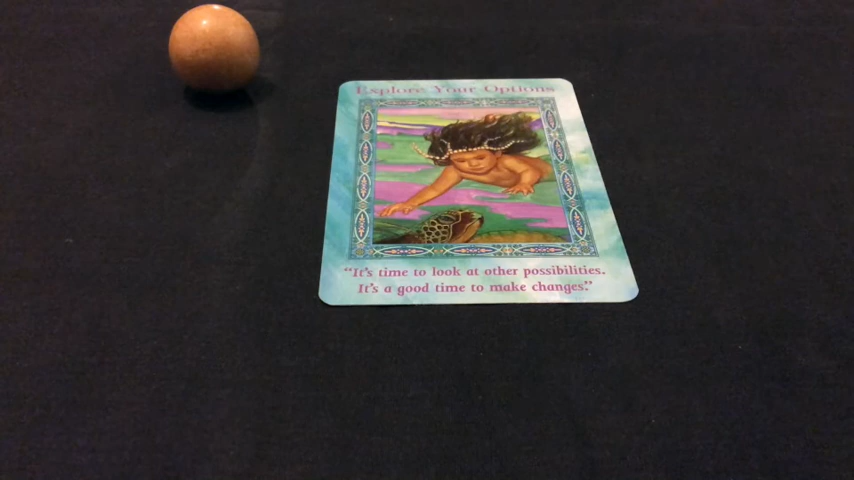 Explore Your Options
“It's time to look at other possibilities.
It's a good time to make changes.”